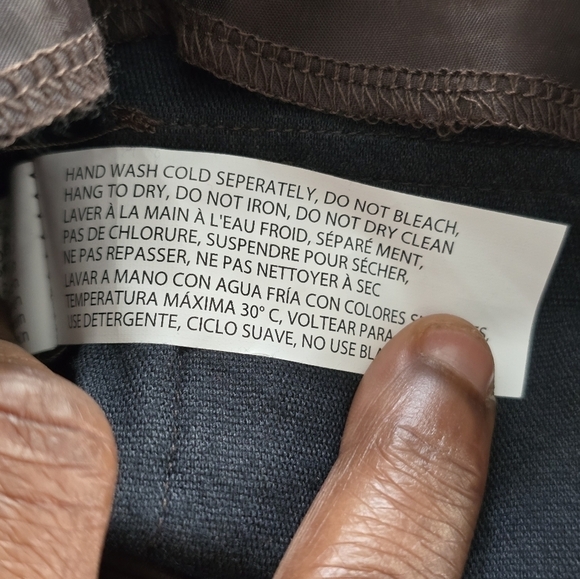 HAND WASH COLD SEPERATELY, DO NOT BLEACH,
HANG TO DRY, DO NOT IRON, DO NOT DRY CLEAN
LAVER À LA MAIN À L'EAU FROID, SÉPARÉ MENT,
PAS DE CHLORURE, SUSPENDRE POUR SÉCHER,
NE PAS REPASSER, NE PAS NETTOYER À SEC
LAVAR A MANO CON AGUA FRÍA CON COLORES
TEMPERATURA MÁXIMA 30° C, VOLTEAR PARA
USE DETERGENTE, CICLO SUAVE, NO USE